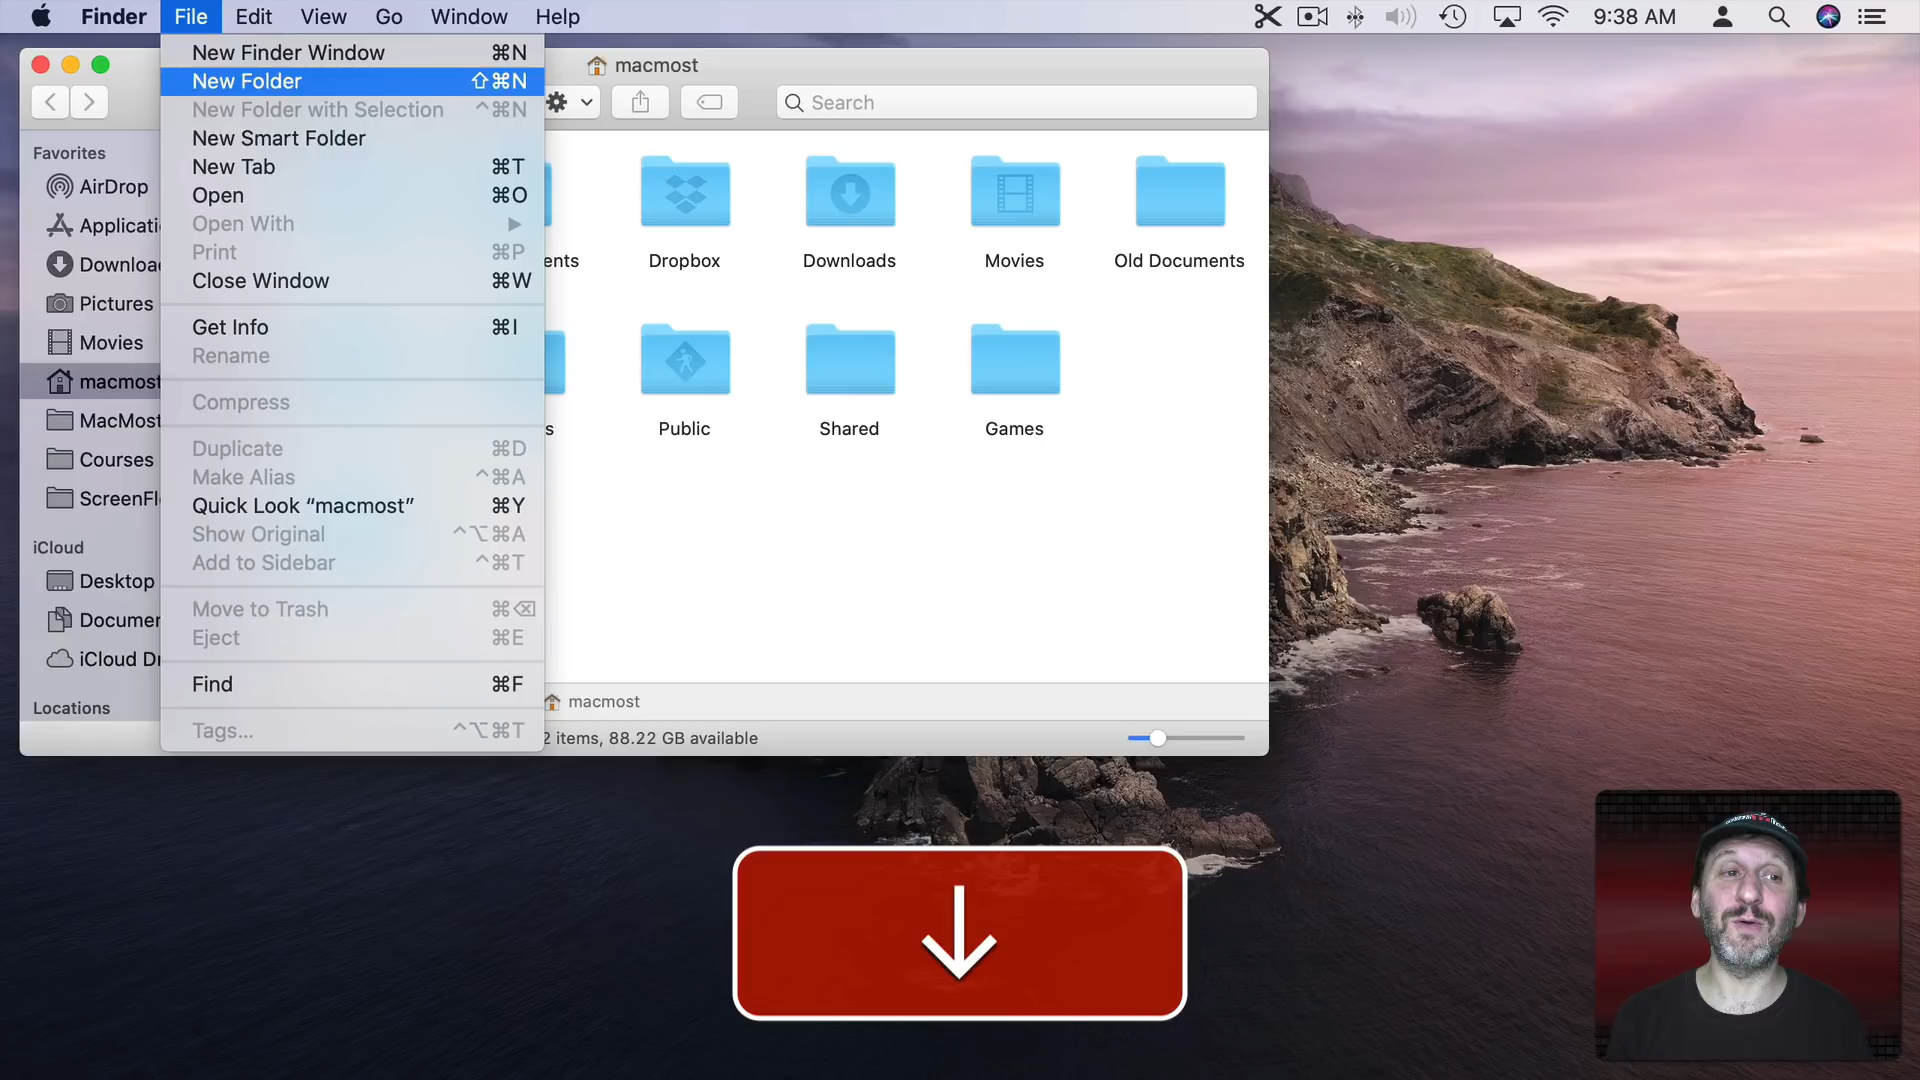 Finder File Edit View Go Window Help 9:38 AM
New Finder Window ⌘N
New Folder ⇧⌘N
New Folder with Selection ^⌘N
New Smart Folder
New Tab ⌘T
Open ⌘O
Open With ▶
Print ⌘P
Close Window ⌘W
Get Info ⌘I
Rename
Compress
Duplicate ⌘D
Make Alias ^⌘A
Quick Look “macmost” ⌘Y
Show Original ^⌥⌘A
Add to Sidebar ^⌘T
Move to Trash ⌘⌫
Eject ⌘E
Find ⌘F
Tags... ^⌥⌘T
macmost
Search
Favorites
AirDrop
Applicati
Downloa
Pictures
Movies
macmost
MacMost
Courses
ScreenFl
iCloud
Desktop
Documer
iCloud Dr
Locations
ents
Dropbox
Downloads
Movies
Old Documents
s
Public
Shared
Games
macmost
2 items, 88.22 GB available